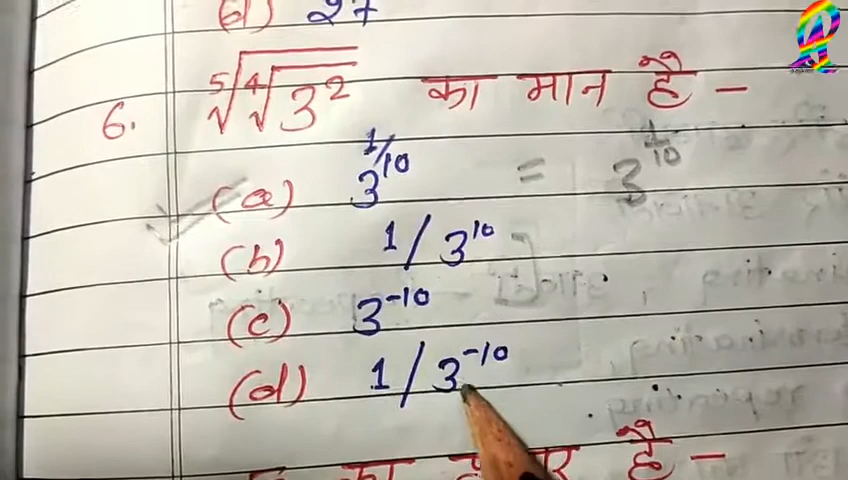 (d) 27
6. ⁵√⁴√3² का मान है -
(a) 3^1/10 = 3^1/10
(b) 1/3^10
(c) 3^-10
(d) 1/3^-10
है -